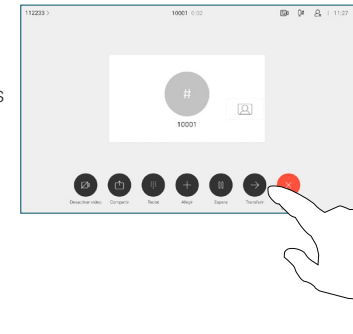 112233 > 10001 0:02 11:27
s
#
10001
Desactivar vídeo Compartir Teclat Afegir Espera Transferir